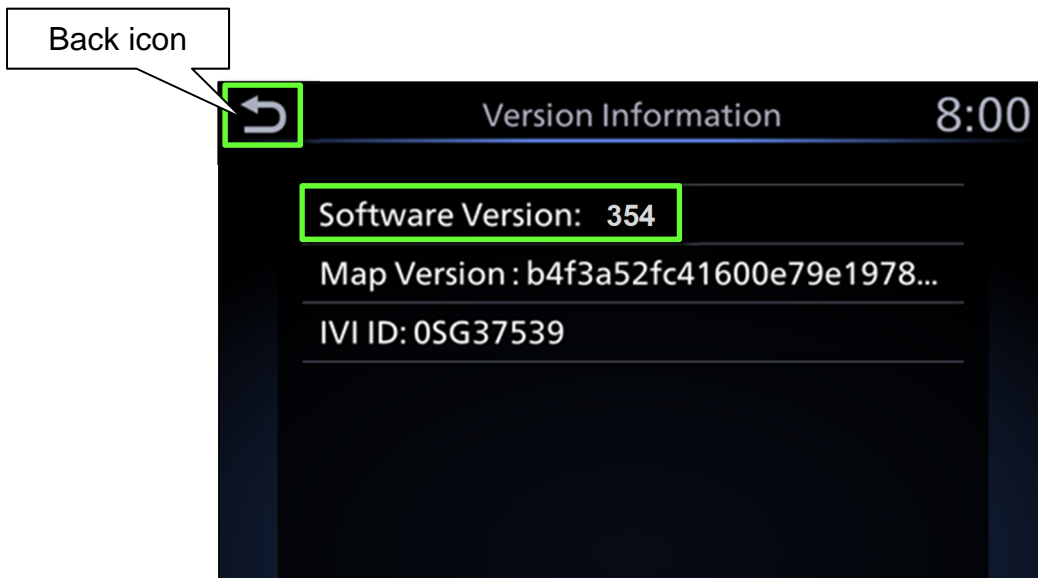 Back icon
Version Information 8:00
Software Version: 354
Map Version : b4f3a52fc41600e79e1978...
IVI ID: 0SG37539